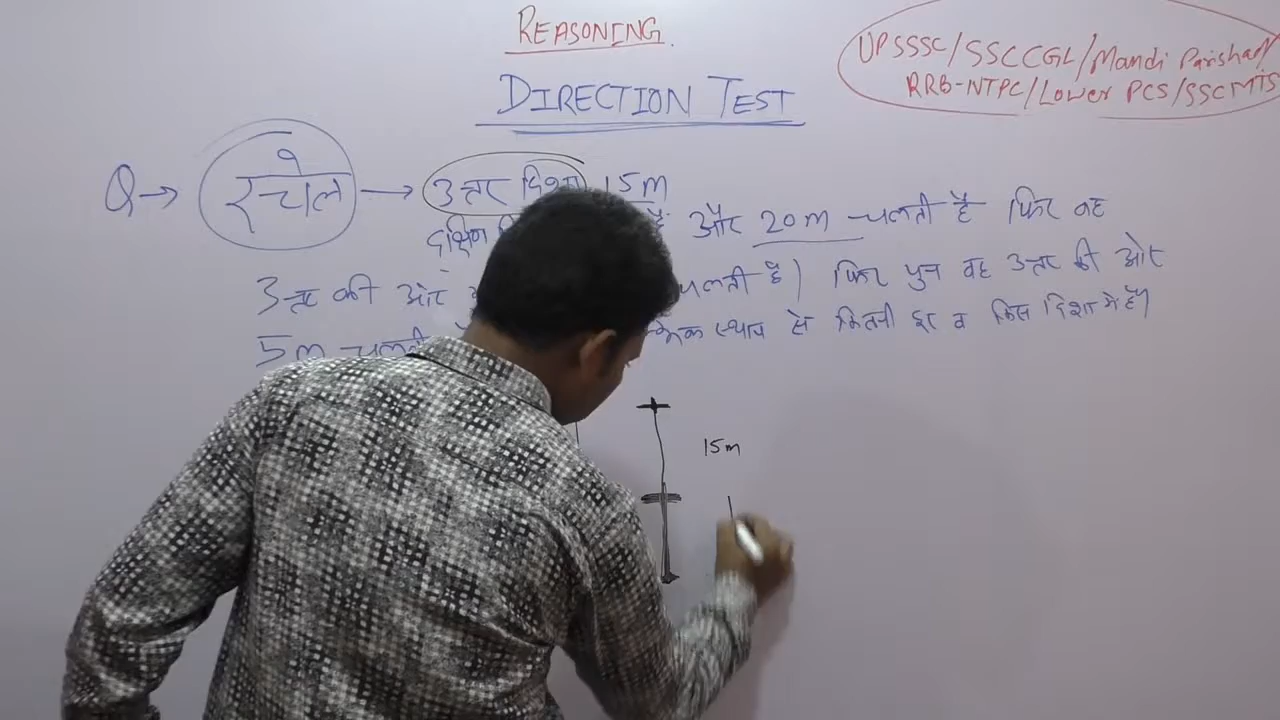 REASONING.
DIRECTION TEST
UPSSSC/SSCCGL/Mandi Parishad/
RRB-NTPC/Lower PCS/SSCMTS
Q→ रेचेल → उत्तर दिशा 15m
दक्षिण और 20m चलती है फिर वह
उत्तर की ओर चलती है| फिर पुन वह उत्तर की ओर
5m चलती स्थान से कितनी दूर व किस दिशा मे है|
15m